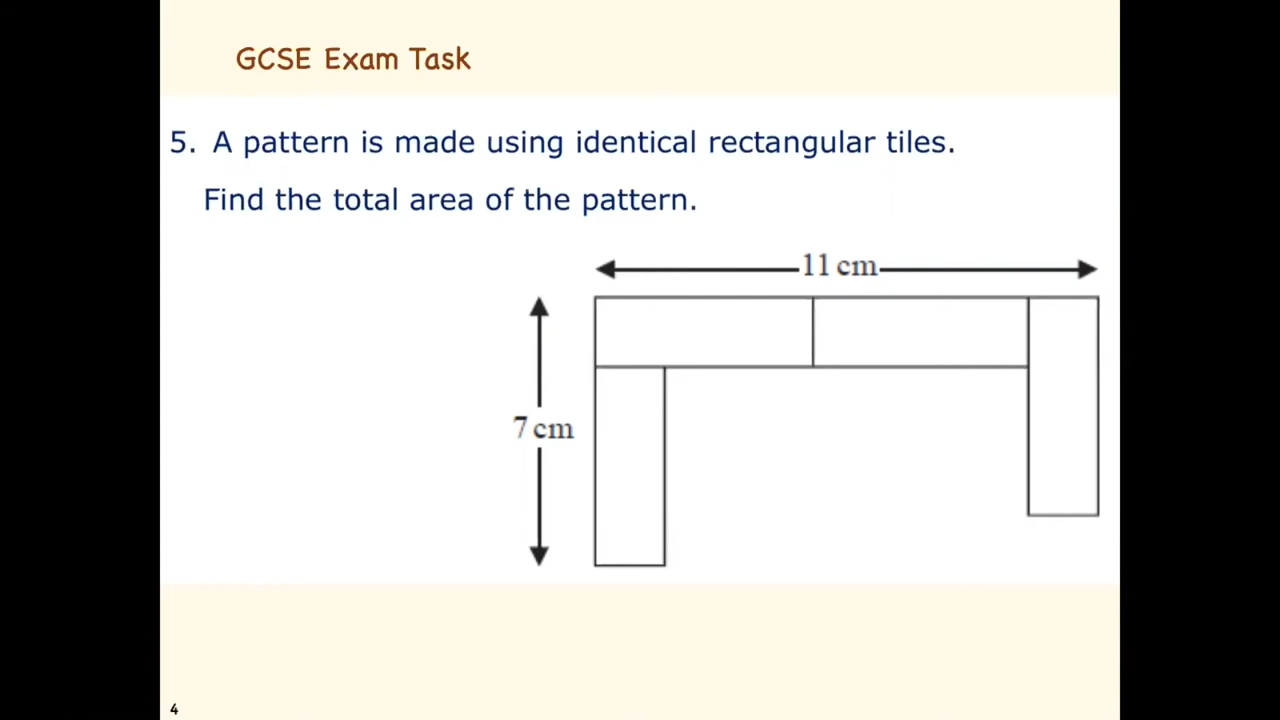 GCSE Exam Task
5. A pattern is made using identical rectangular tiles.
Find the total area of the pattern.
11 cm
7 cm
4